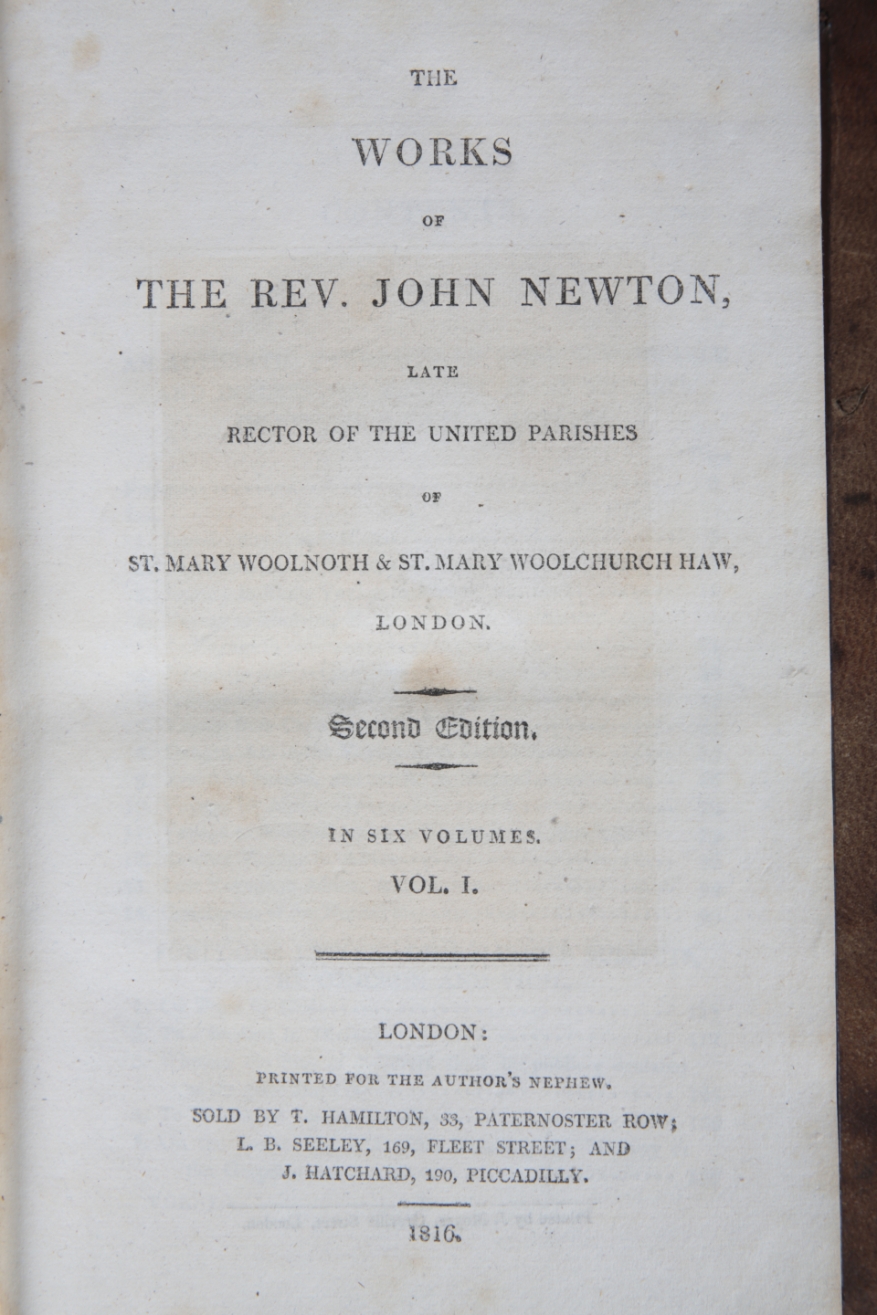 THE
WORKS
OF
THE REV. JOHN NEWTON,
LATE
RECTOR OF THE UNITED PARISHES
OF
ST. MARY WOOLNOTH & ST. MARY WOOLCHURCH HAW,
LONDON.
Second Edition.
IN SIX VOLUMES.
VOL. I.
LONDON:
PRINTED FOR THE AUTHOR'S NEPHEW.
SOLD BY T. HAMILTON, 33, PATERNOSTER ROW;
L. B. SEELEY, 169, FLEET STREET; AND
J. HATCHARD, 190, PICCADILLY.
1816.